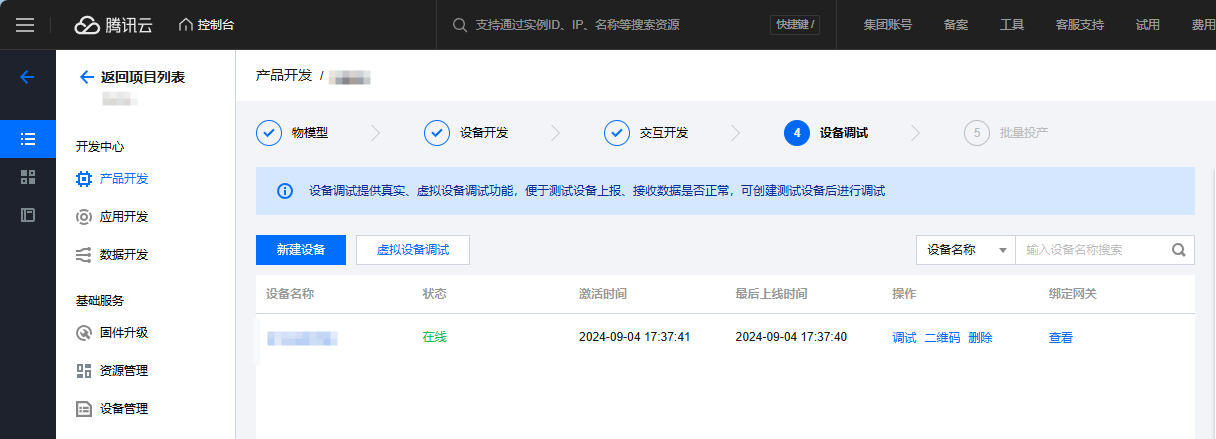 腾讯云 控制台 支持通过实例ID、IP、名称等搜索资源 快捷键 / 集团账号 备案 工具 客服支持 试用 费用
返回项目列表
开发中心
产品开发
应用开发
数据开发
基础服务
固件升级
资源管理
设备管理
产品开发 /
物模型 设备开发 交互开发 4 设备调试 5 批量投产
设备调试提供真实、虚拟设备调试功能，便于测试设备上报、接收数据是否正常，可创建测试设备后进行调试
新建设备 虚拟设备调试 设备名称 输入设备名称搜索
设备名称 状态 激活时间 最后上线时间 操作 绑定网关
在线 2024-09-04 17:37:41 2024-09-04 17:37:40 调试 二维码 删除 查看